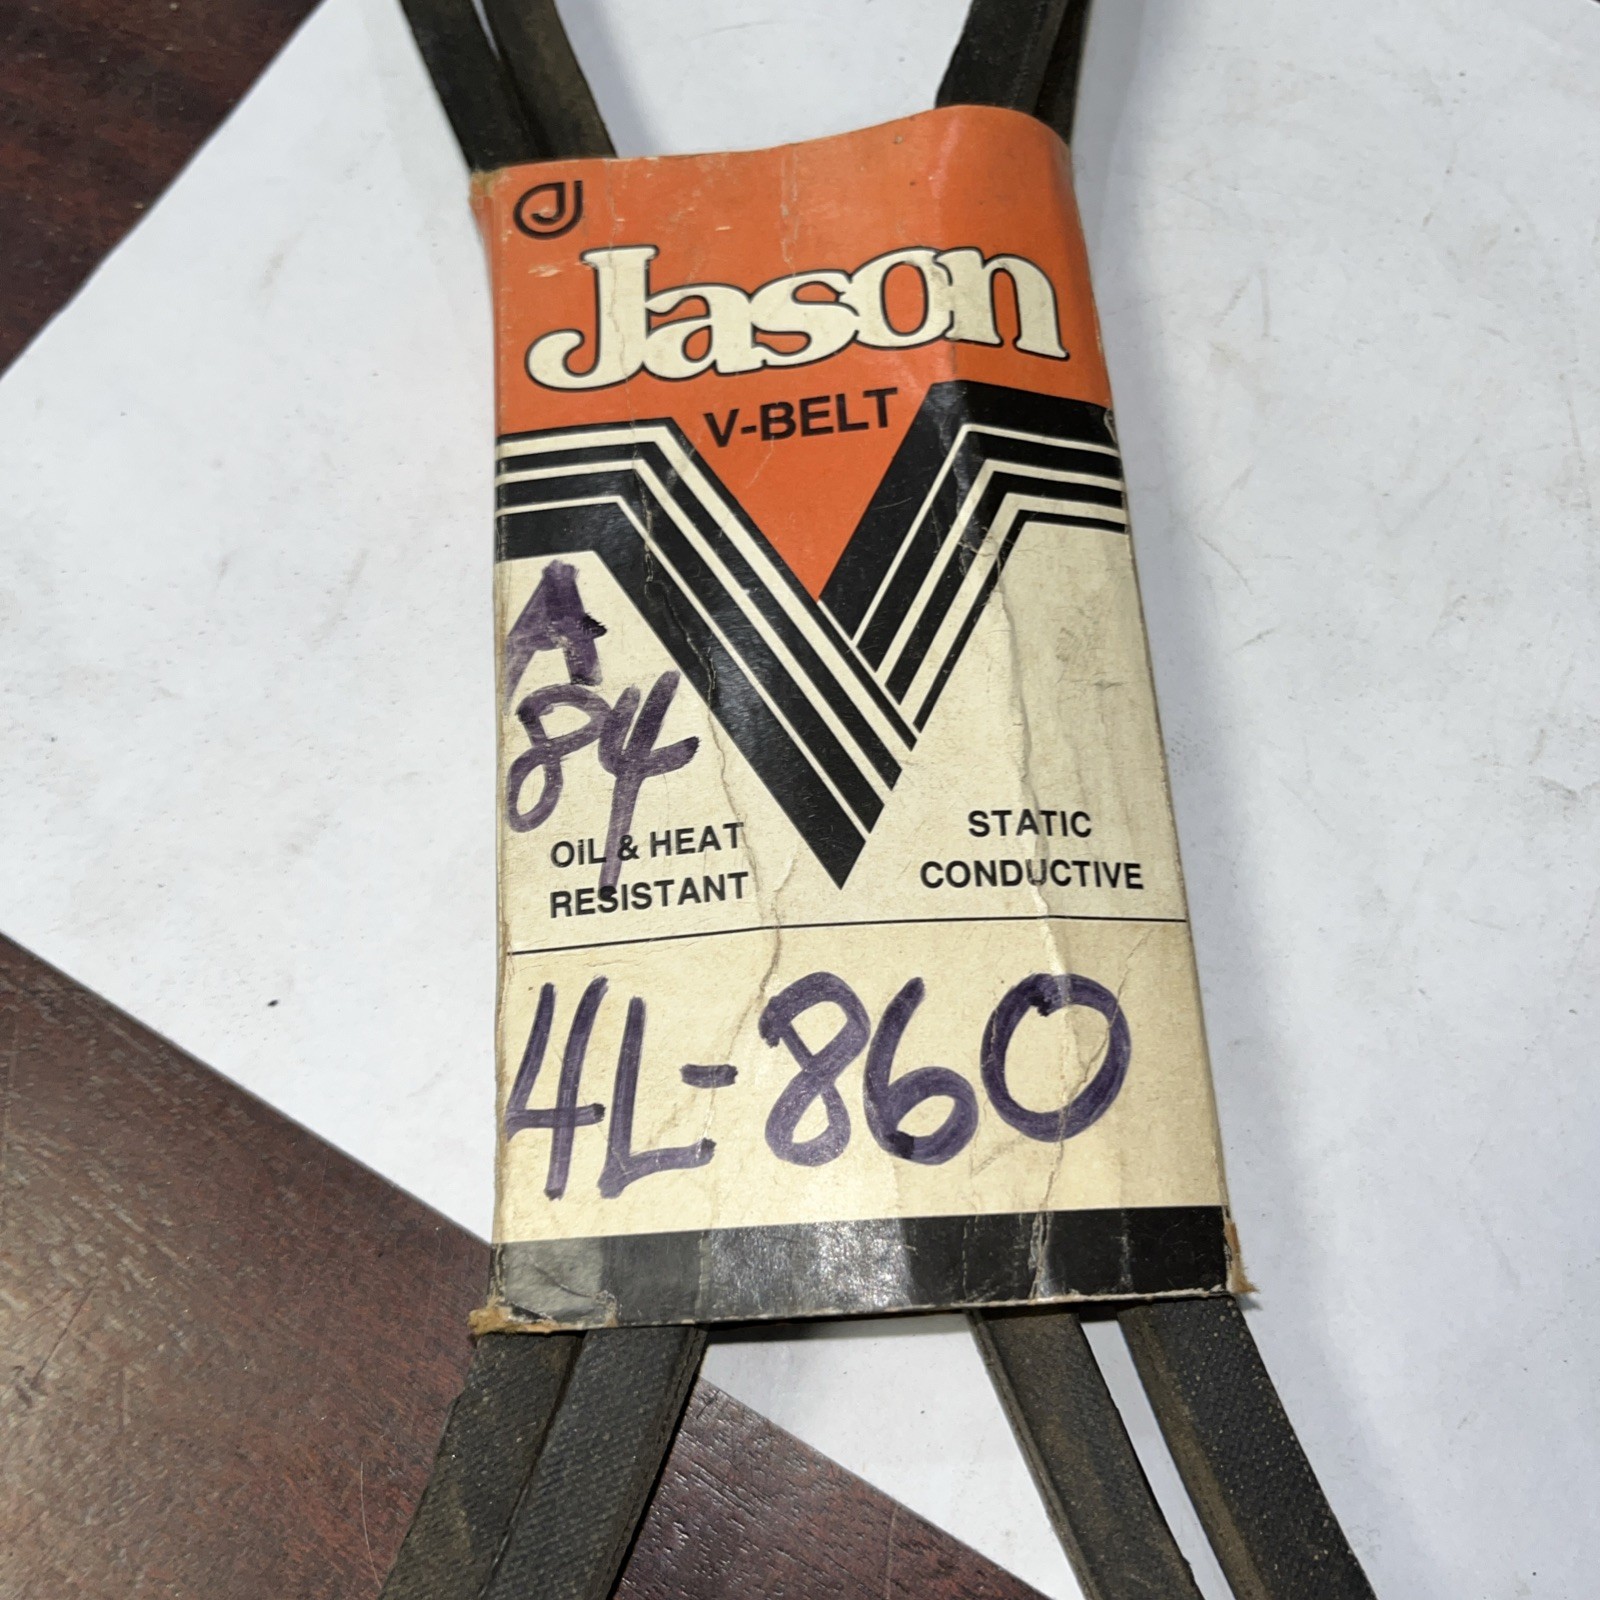 Jason
V-BELT
A
84
OiL & HEAT
RESISTANT
STATIC
CONDUCTIVE
4L-860